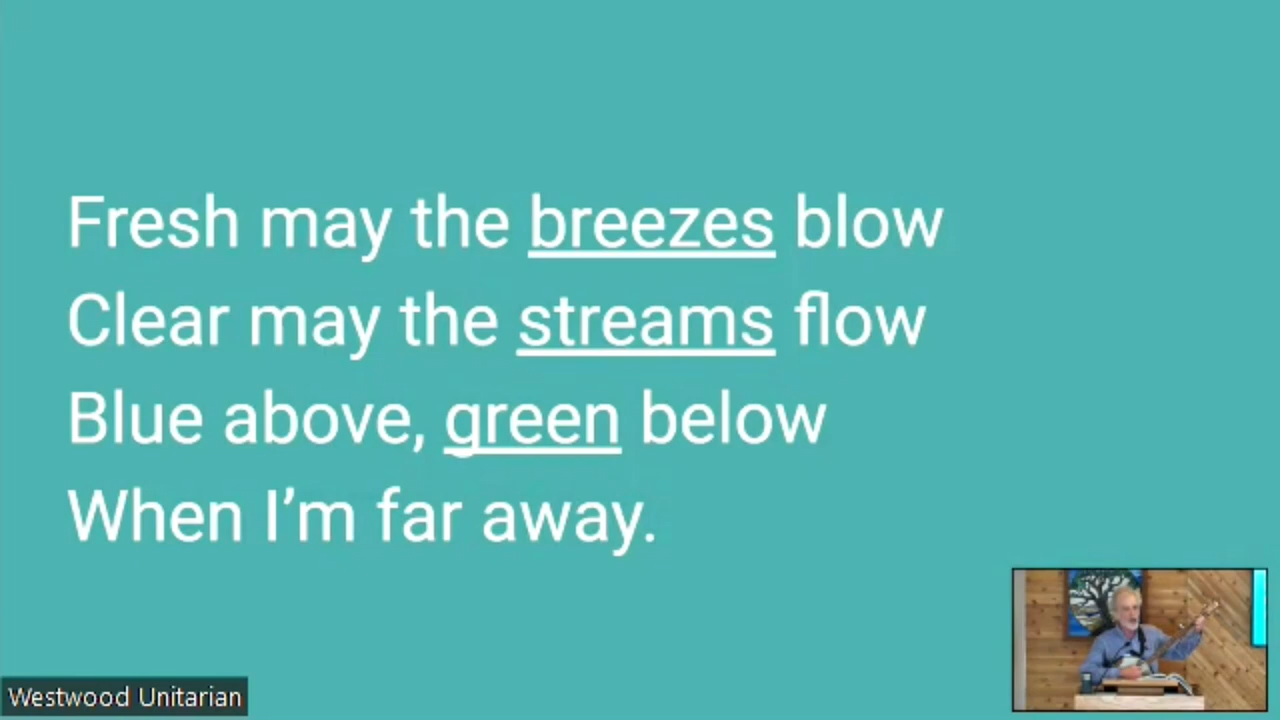 Fresh may the breezes blow
Clear may the streams flow
Blue above, green below
When I’m far away.
Westwood Unitarian